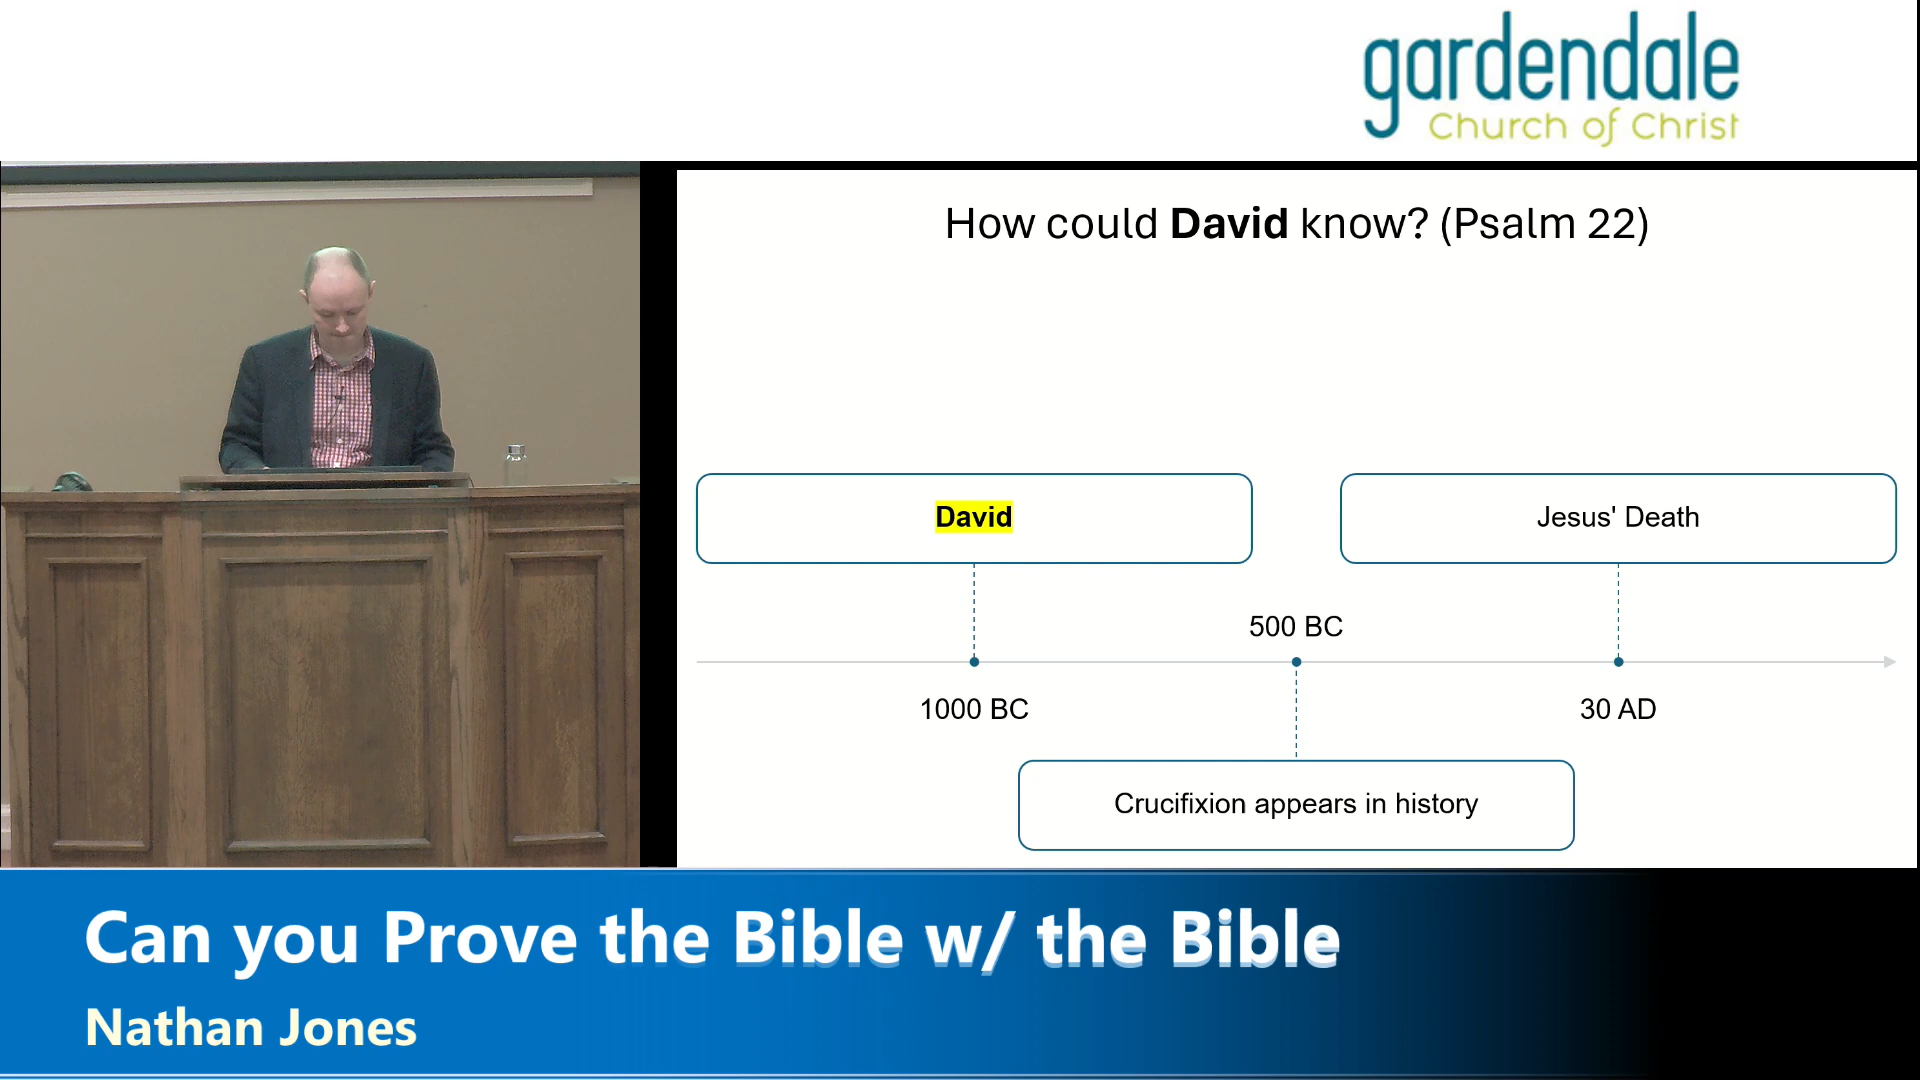 gardendale
Church of Christ
How could David know? (Psalm 22)
David
Jesus' Death
500 BC
1000 BC
30 AD
Crucifixion appears in history
Can you Prove the Bible w/ the Bible
Nathan Jones